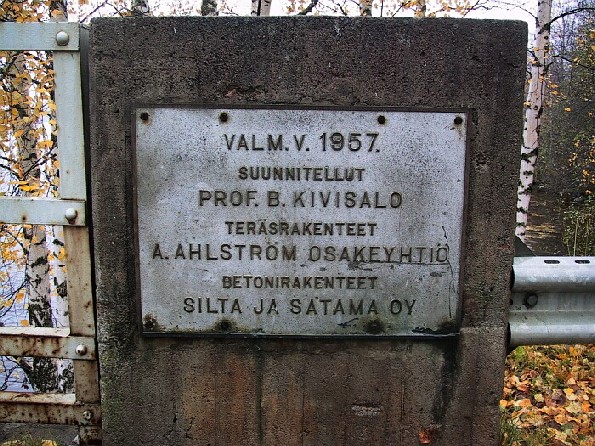 VALM.V. 1957.
SUUNNITELLUT
PROF. B. KIVISALO
TERÄSRAKENTEET
A. AHLSTRÖM OSAKEYHTIÖ
BETONIRAKENTEET
SILTA JA SATAMA OY